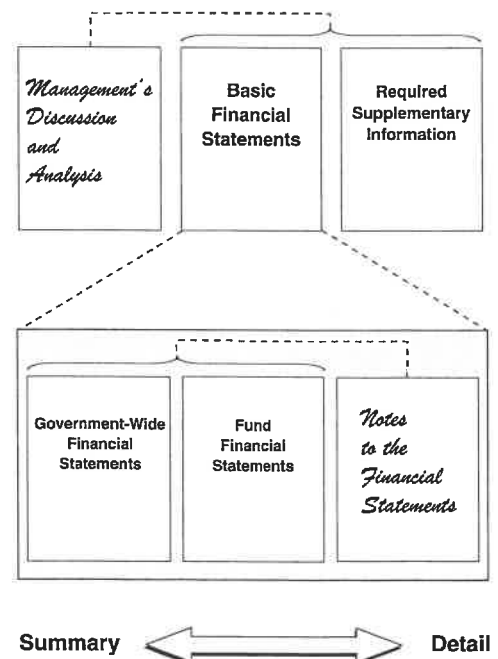 Management's
Discussion
and
Analysis
Basic
Financial
Statements
Required
Supplementary
Information
Government-Wide
Financial
Statements
Fund
Financial
Statements
Notes
to the
Financial
Statements
Summary
Detail